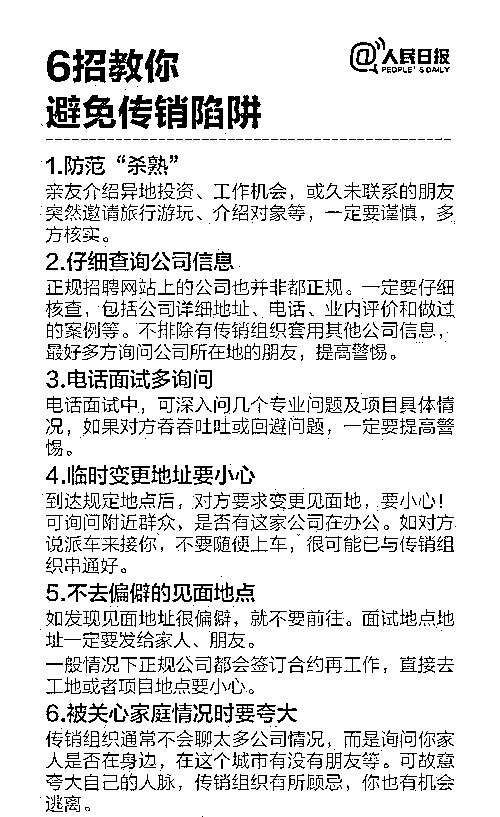 6招教你
避免传销陷阱
@人民日报
PEOPLE'S DAILY
1.防范“杀熟”
亲友介绍异地投资、工作机会，或久未联系的朋友
突然邀请旅行游玩、介绍对象等，一定要谨慎，多
方核实。
2.仔细查询公司信息
正规招聘网站上的公司也并非都正规。一定要仔细
核查，包括公司详细地址、电话、业内评价和做过
的案例等。不排除有传销组织套用其他公司信息，
最好多方询问公司所在地的朋友，提高警惕。
3.电话面试多询问
电话面试中，可深入问几个专业问题及项目具体情
况，如果对方吞吞吐吐或回避问题，一定要提高警
惕。
4.临时变更地址要小心
到达规定地点后，对方要求变更见面地，要小心！
可询问附近群众，是否有这家公司在办公。如对方
说派车来接你，不要随便上车，很可能已与传销组
织串通好。
5.不去偏僻的见面地点
如发现见面地址很偏僻，就不要前往。面试地点地
址一定要发给家人、朋友。
一般情况下正规公司都会签订合约再工作，直接去
工地或者项目地点要小心。
6.被关心家庭情况时要夸大
传销组织通常不会聊太多公司情况，而是询问你家
人是否在身边，在这个城市有没有朋友等。可故意
夸大自己的人脉，传销组织有所顾忌，你也有机会
逃离。